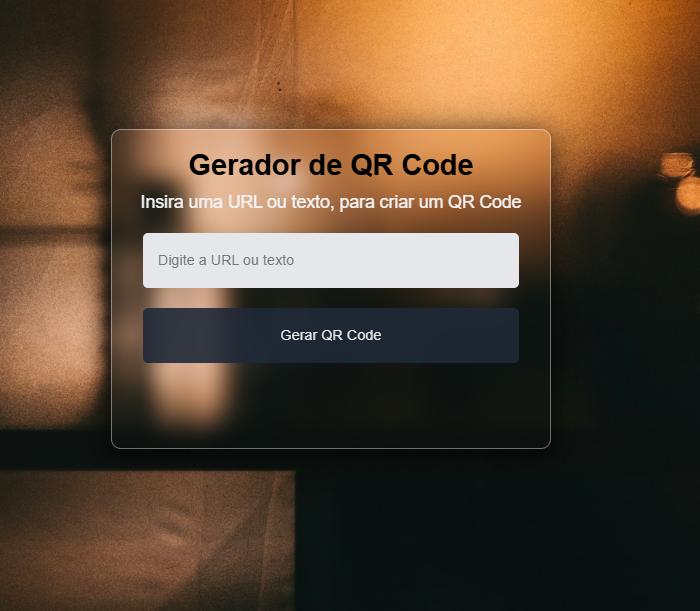 Gerador de QR Code
Insira uma URL ou texto, para criar um QR Code
Digite a URL ou texto
Gerar QR Code